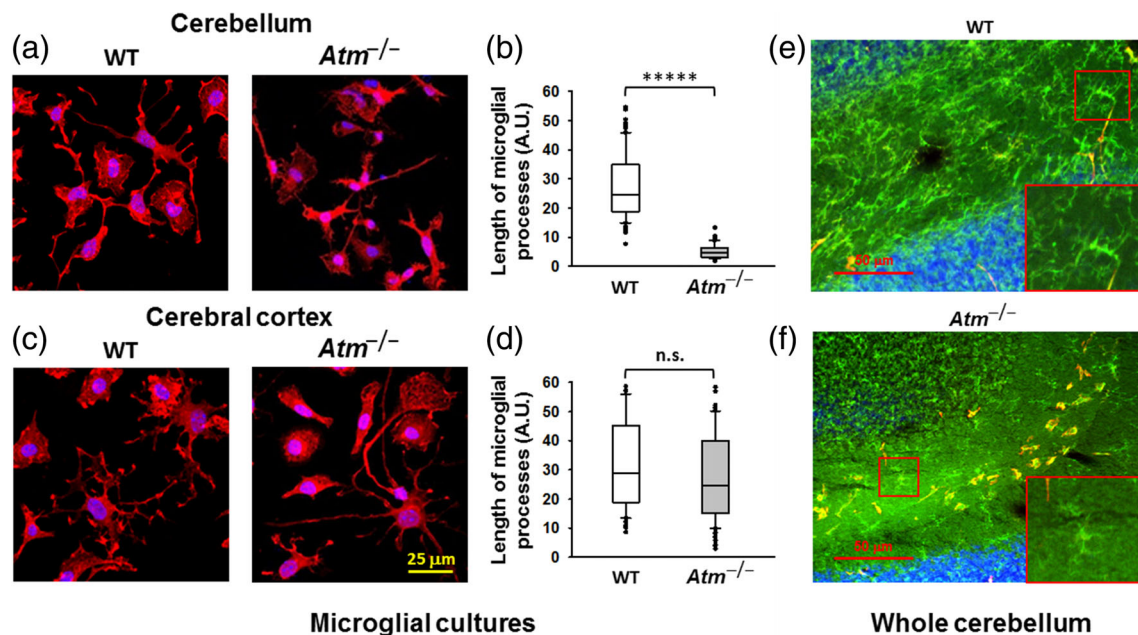 Cerebellum
(a) WT Atm−/−
(b)
*****
Length of microglial
processes (A.U.)
60
50
40
30
20
10
0
WT Atm−/−
(e) WT
50 µm
Cerebral cortex
(c) WT Atm−/−
25 µm
(d)
n.s.
Length of microglial
processes (A.U.)
60
50
40
30
20
10
0
WT Atm−/−
(f) Atm−/−
50 µm
Microglial cultures
Whole cerebellum